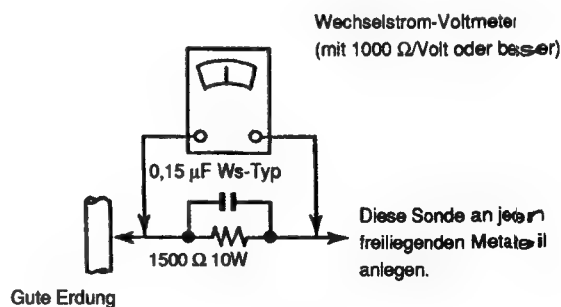 Wechselstrom-Voltmeter
(mit 1000 Ω/Volt oder besser)
0,15 μF Ws-Typ
1500 Ω 10W
Diese Sonde an jeden
freiliegenden Metallteil
anlegen.
Gute Erdung